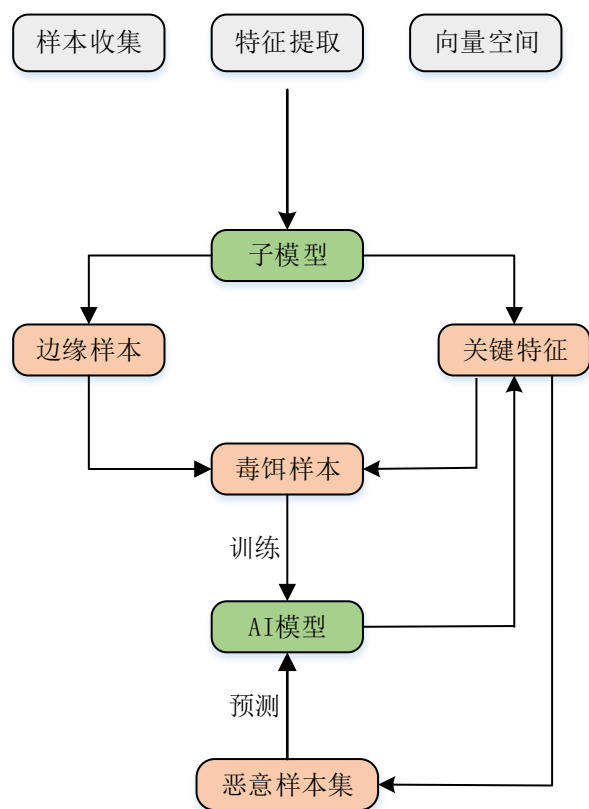 样本收集
特征提取
向量空间
子模型
边缘样本
关键特征
毒饵样本
训练
AI模型
预测
恶意样本集